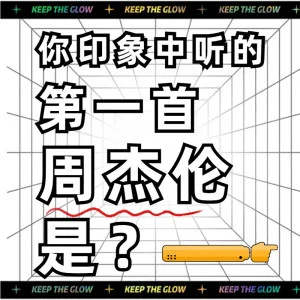 KEEP THE GLOW KEEP THE GLOW KEEP THE GLOW
你印象中听的
第一首
周杰伦
是?
KEEP THE GLOW KEEP THE GLOW KEEP THE GLOW